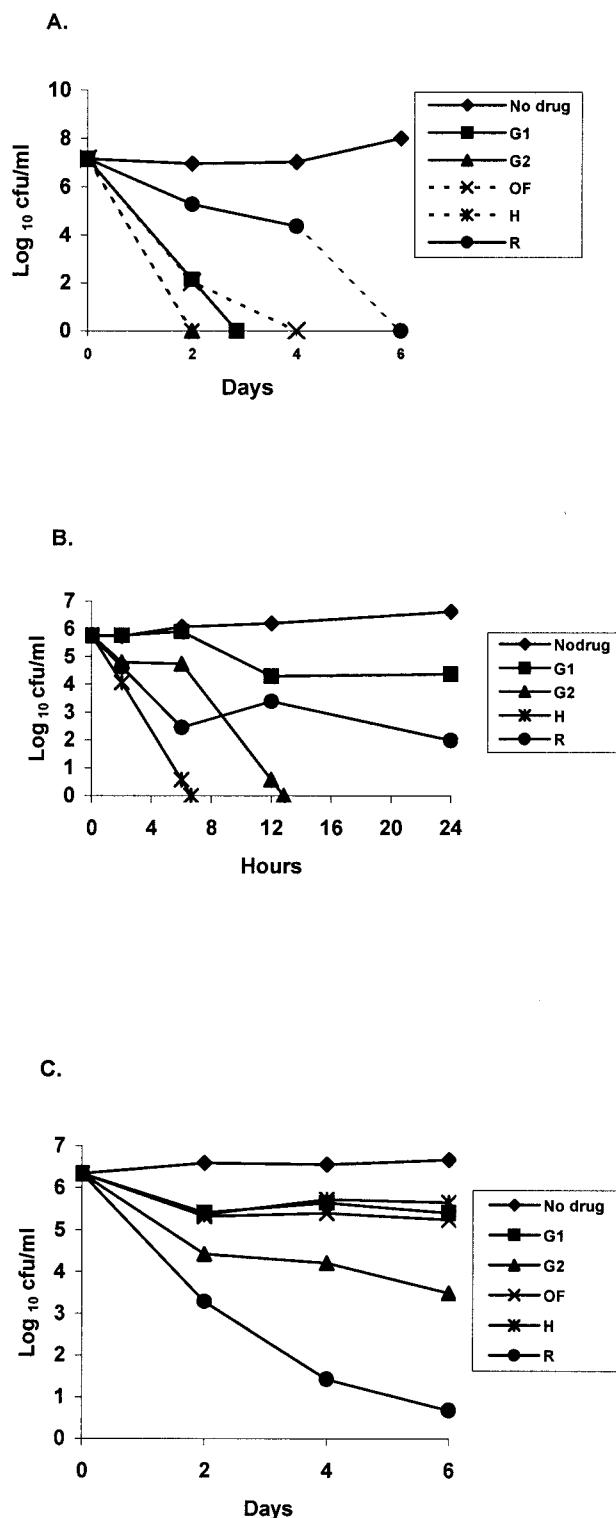 A.
10
8
6
4
2
0
Log 10 cfu/ml
0 2 4 6
Days
No drug
G1
G2
OF
H
R
B.
7
6
5
4
3
2
1
0
Log 10 cfu/ml
0 4 8 12 16 20 24
Hours
Nodrug
G1
G2
H
R
C.
7
6
5
4
3
2
1
0
Log 10 cfu/ml
0 2 4 6
Days
No drug
G1
G2
OF
H
R